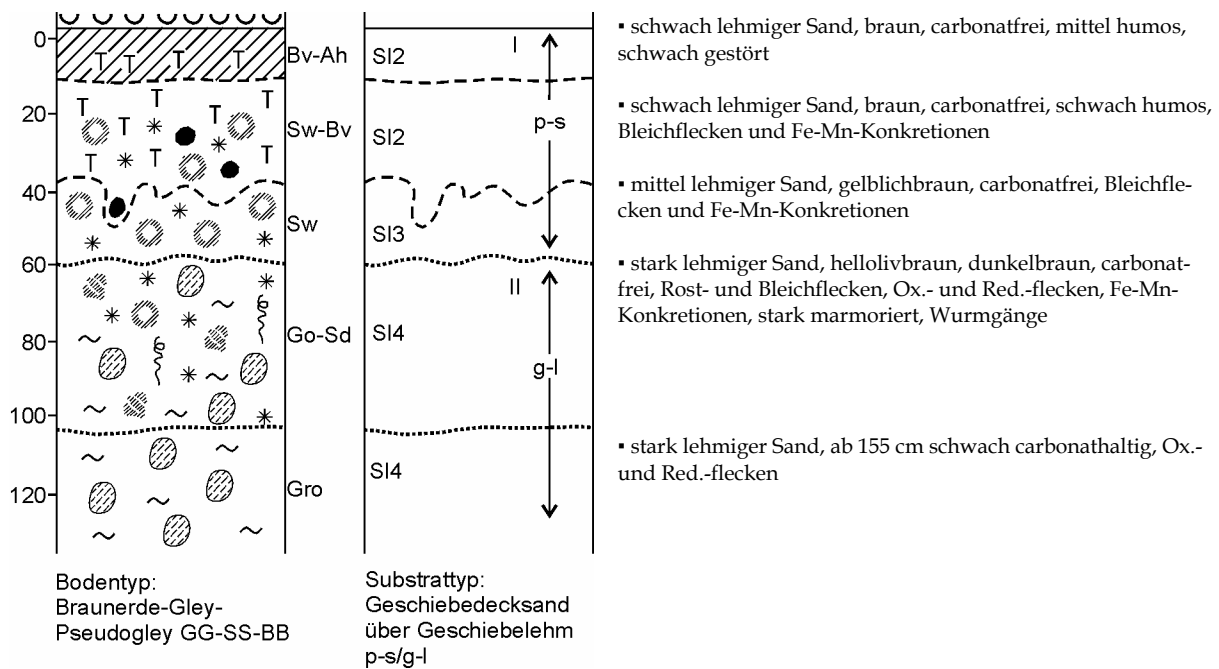 0
20
40
60
80
100
120
Bv-Ah
Sw-Bv
Sw
Go-Sd
Gro
Sl2
Sl2
Sl3
Sl4
Sl4
I
p-s
II
g-l
▪ schwach lehmiger Sand, braun, carbonatfrei, mittel humos,
schwach gestört
▪ schwach lehmiger Sand, braun, carbonatfrei, schwach humos,
Bleichflecken und Fe-Mn-Konkretionen
▪ mittel lehmiger Sand, gelblichbraun, carbonatfrei, Bleichfle-
cken und Fe-Mn-Konkretionen
▪ stark lehmiger Sand, hellolivbraun, dunkelbraun, carbonat-
frei, Rost- und Bleichflecken, Ox.- und Red.-flecken, Fe-Mn-
Konkretionen, stark marmoriert, Wurmgänge
▪ stark lehmiger Sand, ab 155 cm schwach carbonathaltig, Ox.-
und Red.-flecken
Bodentyp:
Braunerde-Gley-
Pseudogley GG-SS-BB
Substrattyp:
Geschiebedecksand
über Geschiebelehm
p-s/g-l